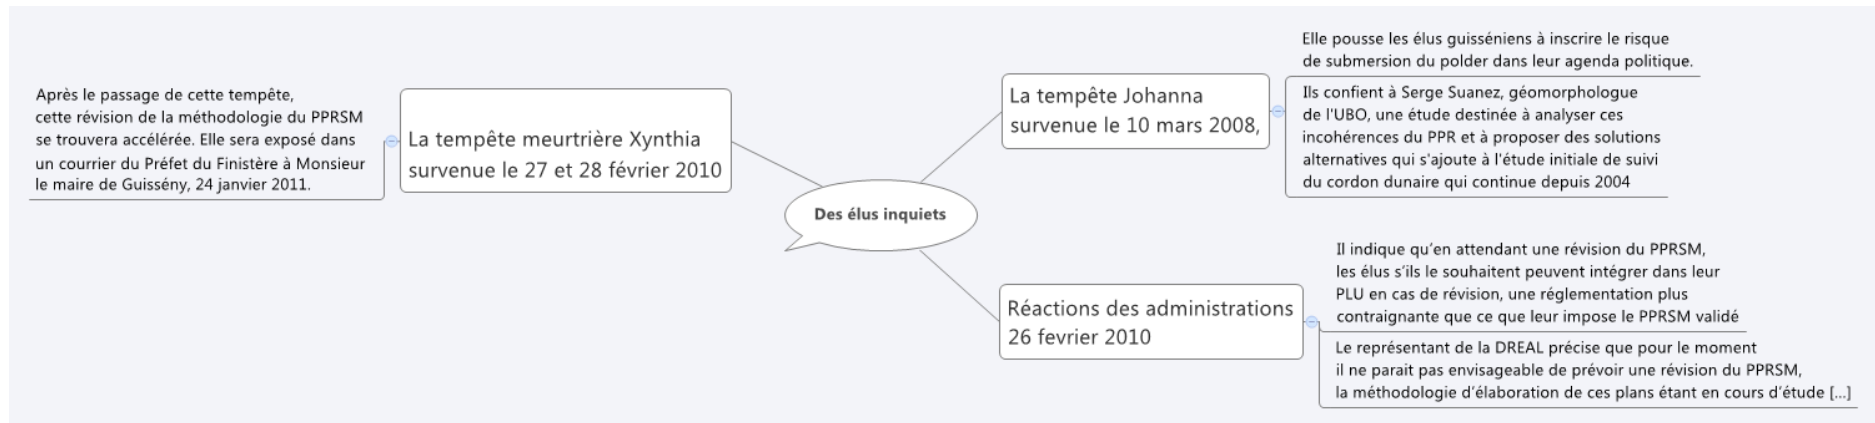 Des élus inquiets
La tempête Johanna
survenue le 10 mars 2008,
Elle pousse les élus guisséniens à inscrire le risque
de submersion du polder dans leur agenda politique.
Ils confient à Serge Suanez, géomorphologue
de l'UBO, une étude destinée à analyser ces
incohérences du PPR et à proposer des solutions
alternatives qui s'ajoute à l'étude initiale de suivi
du cordon dunaire qui continue depuis 2004
Réactions des administrations
26 fevrier 2010
Il indique qu'en attendant une révision du PPRSM,
les élus s'ils le souhaitent peuvent intégrer dans leur
PLU en cas de révision, une réglementation plus
contraignante que ce que leur impose le PPRSM validé
Le représentant de la DREAL précise que pour le moment
il ne parait pas envisageable de prévoir une révision du PPRSM,
la méthodologie d'élaboration de ces plans étant en cours d'étude [...]
La tempête meurtrière Xynthia
survenue le 27 et 28 février 2010
Après le passage de cette tempête,
cette révision de la méthodologie du PPRSM
se trouvera accélérée. Elle sera exposé dans
un courrier du Préfet du Finistère à Monsieur
le maire de Guissény, 24 janvier 2011.